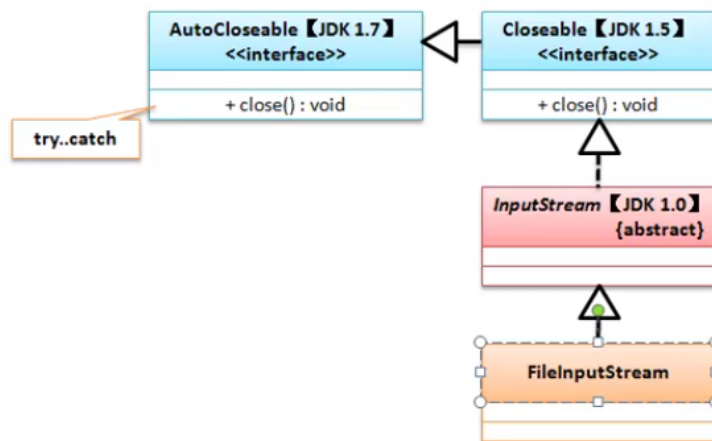 AutoCloseable【JDK 1.7】
<<interface>>
+ close() : void
try..catch
Closeable【JDK 1.5】
<<interface>>
+ close() : void
InputStream【JDK 1.0】
{abstract}
FileInputStream